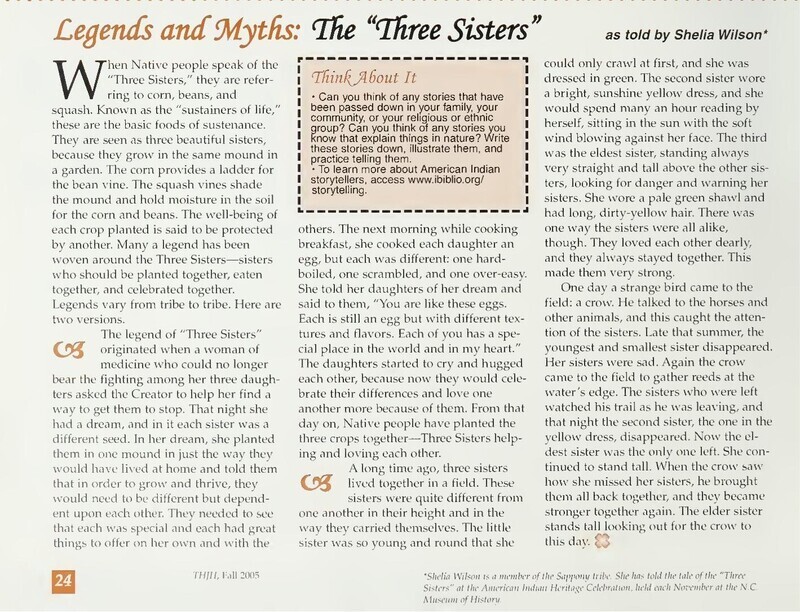 Legends and Myths: The “Three Sisters”
as told by Shelia Wilson*
When Native people speak of the
“Three Sisters,” they are refer-
ring to corn, beans, and
squash. Known as the “sustainers of life,”
these are the basic foods of sustenance.
They are seen as three beautiful sisters,
because they grow in the same mound in
a garden. The corn provides a ladder for
the bean vine. The squash vines shade
the mound and hold moisture in the soil
for the corn and beans. The well-being of
each crop planted is said to be protected
by another. Many a legend has been
woven around the Three Sisters—sisters
who should be planted together, eaten
together, and celebrated together.
Legends vary from tribe to tribe. Here are
two versions.
The legend of “Three Sisters”
originated when a woman of
medicine who could no longer
bear the fighting among her three daugh-
ters asked the Creator to help her find a
way to get them to stop. That night she
had a dream, and in it each sister was a
different seed. In her dream, she planted
them in one mound in just the way they
would have lived at home and told them
that in order to grow and thrive, they
would need to be different but depend-
ent upon each other. They needed to see
that each was special and each had great
things to offer on her own and with the
Think About It
• Can you think of any stories that have
been passed down in your family, your
community, or your religious or ethnic
group? Can you think of any stories you
know that explain things in nature? Write
these stories down, illustrate them, and
practice telling them.
• To learn more about American Indian
storytellers, access www.ibiblio.org/
storytelling.
others. The next morning while cooking
breakfast, she cooked each daughter an
egg, but each was different: one hard-
boiled, one scrambled, and one over-easy.
She told her daughters of her dream and
said to them, “You are like these eggs.
Each is still an egg but with different tex-
tures and flavors. Each of you has a spe-
cial place in the world and in my heart.”
The daughters started to cry and hugged
each other, because now they would cele-
brate their differences and love one
another more because of them. From that
day on, Native people have planted the
three crops together—Three Sisters help-
ing and loving each other.
A long time ago, three sisters
lived together in a field. These
sisters were quite different from
one another in their height and in the
way they carried themselves. The little
sister was so young and round that she
could only crawl at first, and she was
dressed in green. The second sister wore
a bright, sunshine yellow dress, and she
would spend many an hour reading by
herself, sitting in the sun with the soft
wind blowing against her face. The third
was the eldest sister, standing always
very straight and tall above the other sis-
ters, looking for danger and warning her
sisters. She wore a pale green shawl and
had long, dirty-yellow hair. There was
one way the sisters were all alike,
though. They loved each other dearly,
and they always stayed together. This
made them very strong.
One day a strange bird came to the
field: a crow. He talked to the horses and
other animals, and this caught the atten-
tion of the sisters. Late that summer, the
youngest and smallest sister disappeared.
Her sisters were sad. Again the crow
came to the field to gather reeds at the
water’s edge. The sisters who were left
watched his trail as he was leaving, and
that night the second sister, the one in the
yellow dress, disappeared. Now the el-
dest sister was the only one left. She con-
tinued to stand tall. When the crow saw
how she missed her sisters, he brought
them all back together, and they became
stronger together again. The elder sister
stands tall looking out for the crow to
this day.
24
THJH, Fall 2005
*Shelia Wilson is a member of the Sappony tribe. She has told the tale of the “Three
Sisters” at the American Indian Heritage Celebration, held each November at the N.C.
Museum of History.